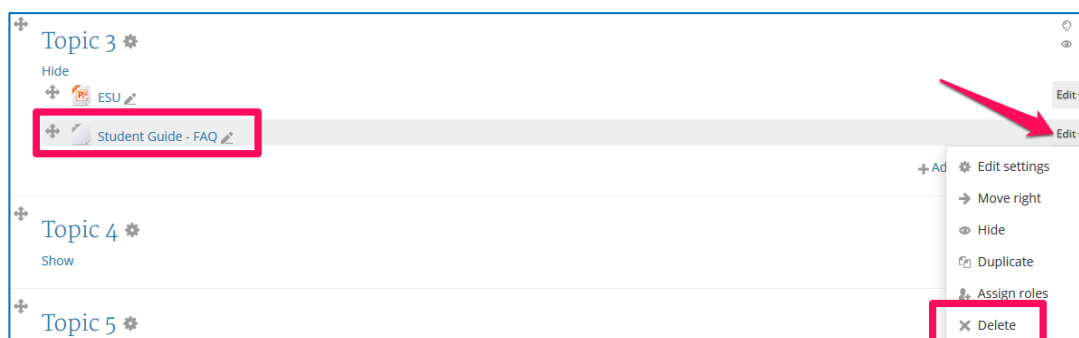 Topic 3
Hide
ESU
Edit
Student Guide - FAQ
Edit
Edit settings
Move right
Hide
Duplicate
Assign roles
Delete
Topic 4
Show
Topic 5